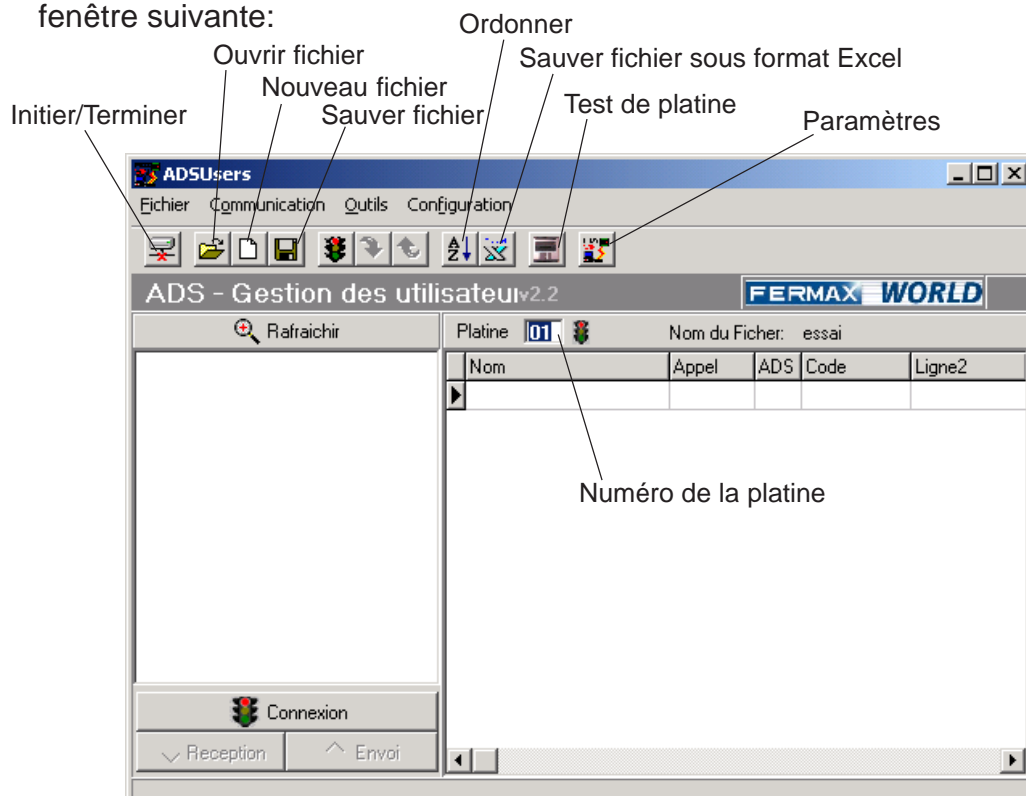 fenêtre suivante:
Ordonner
Ouvrir fichier
Sauver fichier sous format Excel
Nouveau fichier
Test de platine
Initier/Terminer
Sauver fichier
Paramètres
ADSUsers
Fichier Communication Outils Configuration
ADS - Gestion des utilisateur v2.2
FERMAX WORLD
Rafraichir
Platine 01
Nom du Ficher: essai
Nom Appel ADS Code Ligne2
Numéro de la platine
Connexion
Reception Envoi